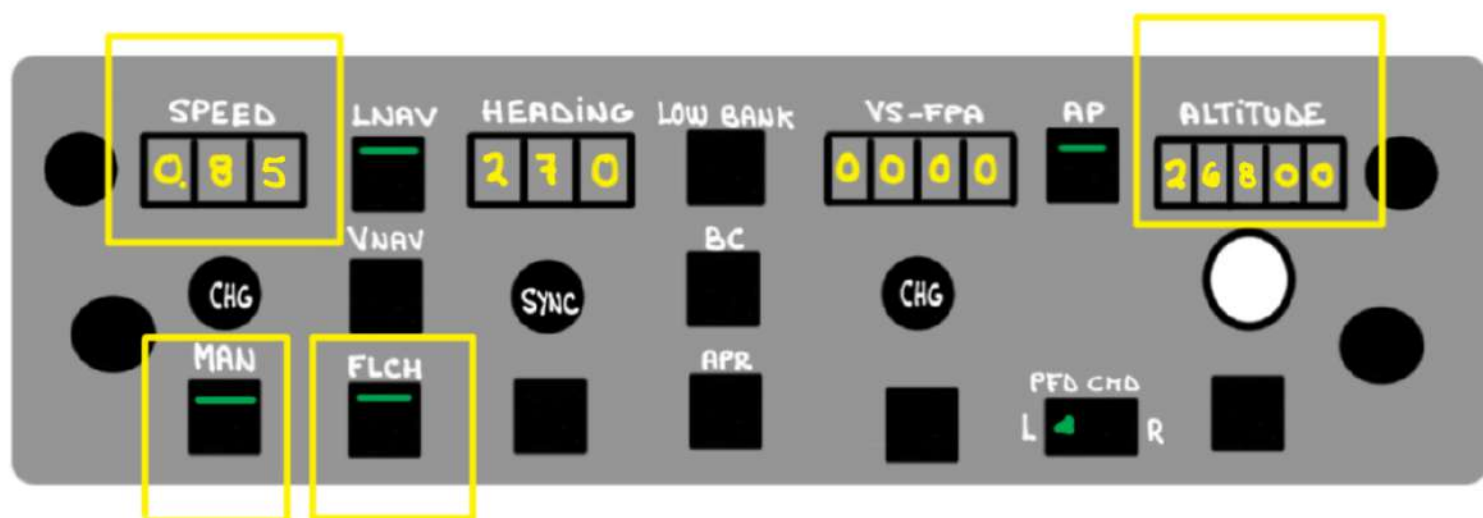 SPEED LNAV HEADING LOW BANK VS-FPA AP ALTITUDE
0.85 270 0000 26800
VNAV BC
CHG SYNC CHG
MAN FLCH APR PFD CMD
L R